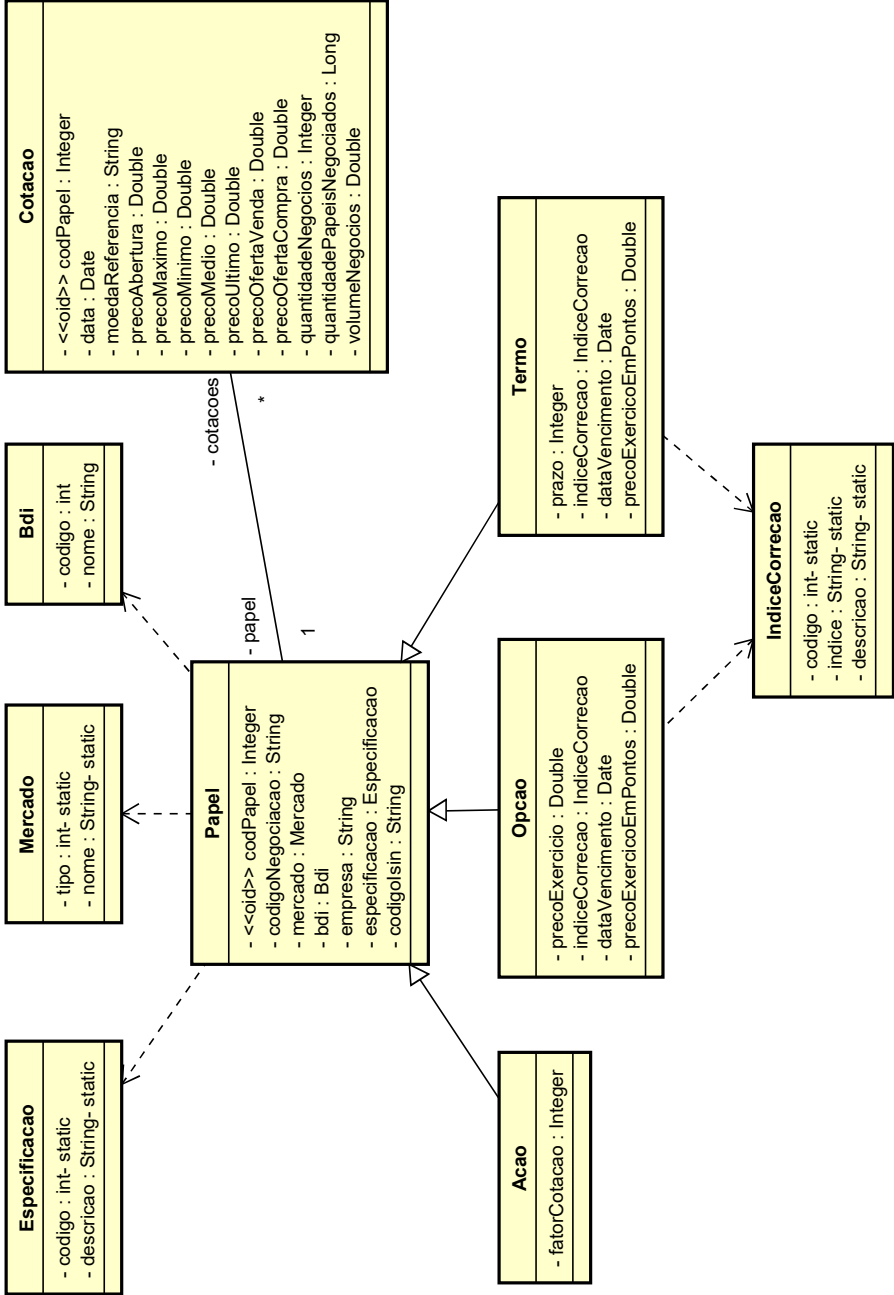 Especificacao
- codigo : int- static
- descricao : String- static
Mercado
- tipo : int- static
- nome : String- static
Bdi
- codigo : int
- nome : String
Cotacao
- <<oid>> codPapel : Integer
- data : Date
- moedaReferencia : String
- precoAbertura : Double
- precoMaximo : Double
- precoMinimo : Double
- precoMedio : Double
- precoUltimo : Double
- precoOfertaVenda : Double
- precoOfertaCompra : Double
- quantidadeNegocios : Integer
- quantidadePapeisNegociados : Long
- volumeNegocios : Double
- cotacoes
*
- papel
1
Papel
- <<oid>> codPapel : Integer
- codigoNegociacao : String
- mercado : Mercado
- bdi : Bdi
- empresa : String
- especificacao : Especificacao
- codigoIsin : String
Acao
- fatorCotacao : Integer
Opcao
- precoExercicio : Double
- indiceCorrecao : IndiceCorrecao
- dataVencimento : Date
- precoExercicoEmPontos : Double
Termo
- prazo : Integer
- indiceCorrecao : IndiceCorrecao
- dataVencimento : Date
- precoExercicoEmPontos : Double
IndiceCorrecao
- codigo : int- static
- indice : String- static
- descricao : String- static